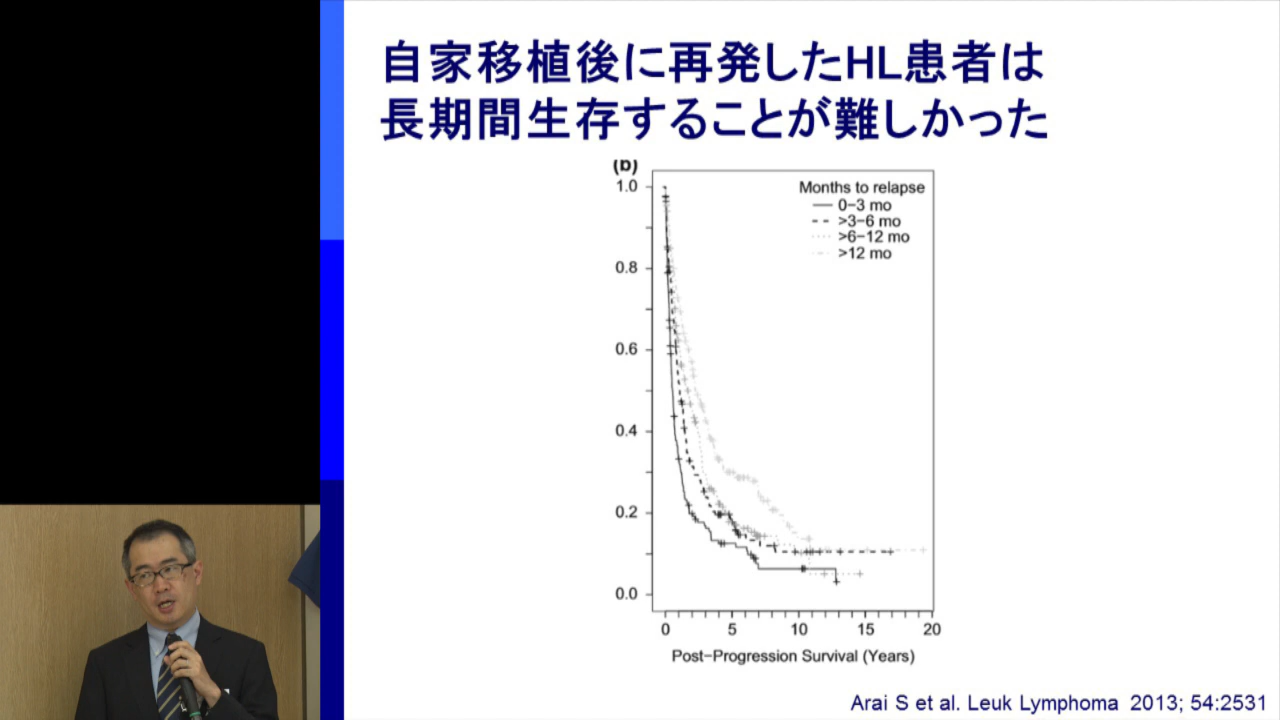 自家移植後に再発したHL患者は
長期間生存することが難しかった
(b)
1.0
0.8
0.6
0.4
0.2
0.0
Months to relapse
0−3 mo
>3−6 mo
>6−12 mo
>12 mo
0 5 10 15 20
Post−Progression Survival (Years)
Arai S et al. Leuk Lymphoma 2013; 54:2531